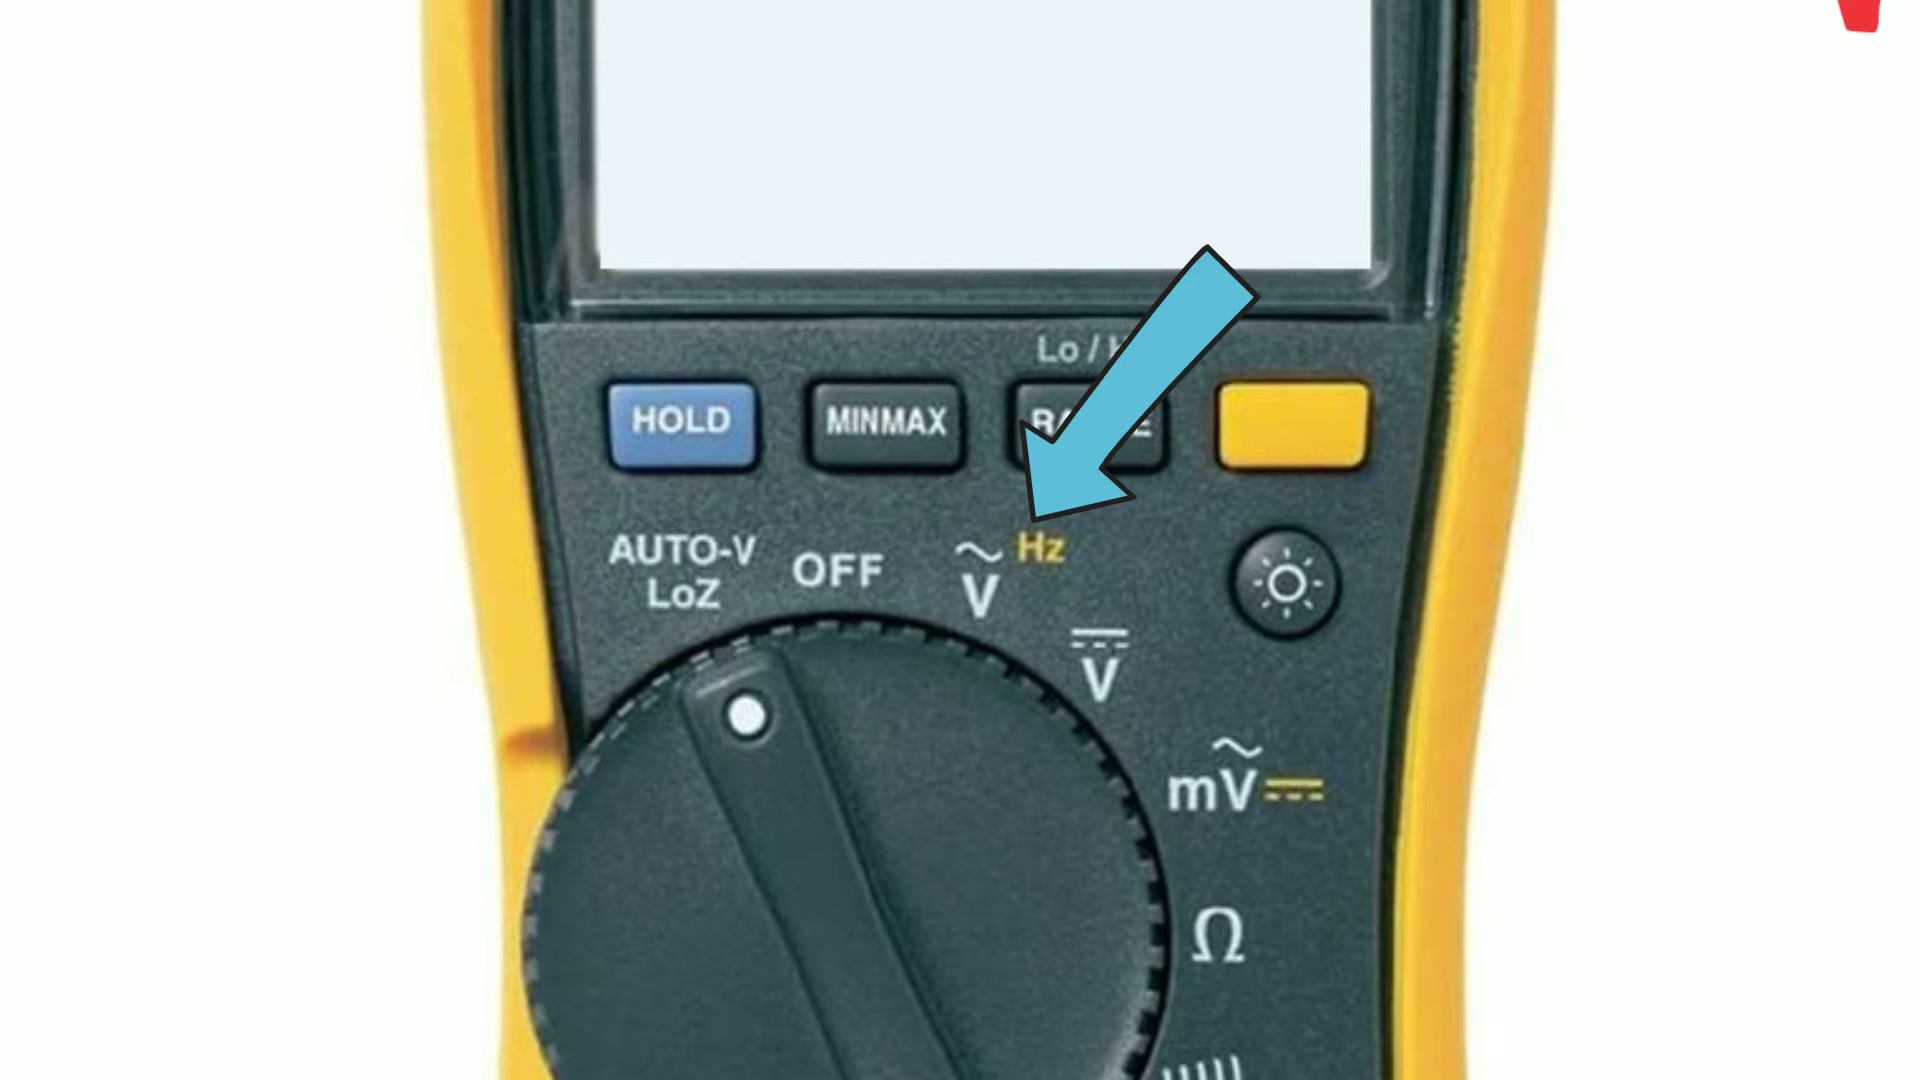 Lo /
HOLD
MINMAX
AUTO-V
LoZ
OFF
Hz
V
V
mV
Ω